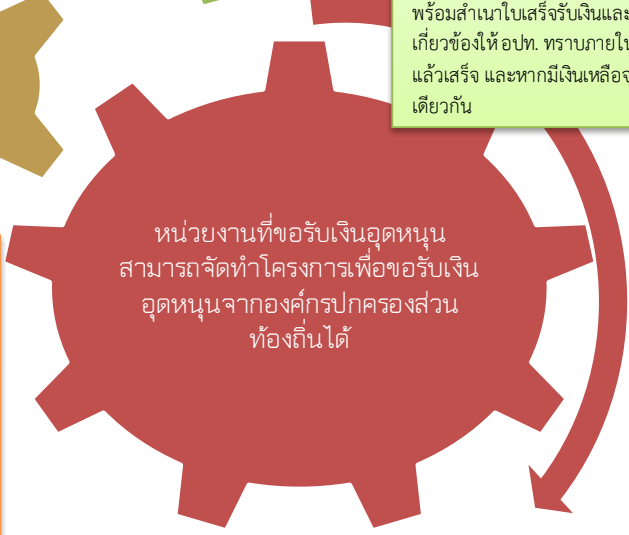 พร้อมสำเนาใบเสร็จรับเงินและ
เกี่ยวข้องให้ อปท. ทราบภายใน
แล้วเสร็จ และหากมีเงินเหลือ
เดียวกัน
หน่วยงานที่ขอรับเงินอุดหนุน
สามารถจัดทำโครงการเพื่อขอรับเงิน
อุดหนุนจากองค์กรปกครองส่วน
ท้องถิ่นได้